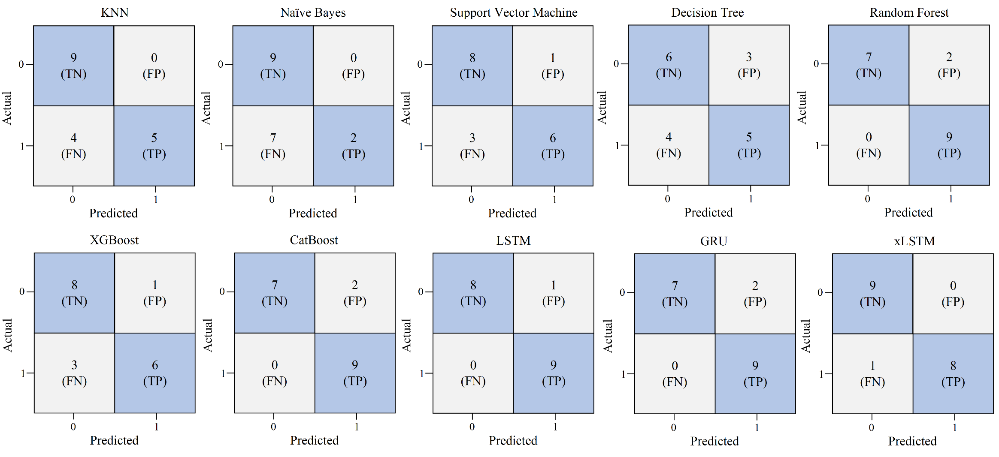 KNN
9
(TN)
0
(FP)
4
(FN)
5
(TP)
0
1
Actual
0
1
Predicted
Naïve Bayes
9
(TN)
0
(FP)
7
(FN)
2
(TP)
0
1
Actual
0
1
Predicted
Support Vector Machine
8
(TN)
1
(FP)
3
(FN)
6
(TP)
0
1
Actual
0
1
Predicted
Decision Tree
6
(TN)
3
(FP)
4
(FN)
5
(TP)
0
1
Actual
0
1
Predicted
Random Forest
7
(TN)
2
(FP)
0
(FN)
9
(TP)
0
1
Actual
0
1
Predicted
XGBoost
8
(TN)
1
(FP)
3
(FN)
6
(TP)
0
1
Actual
0
1
Predicted
CatBoost
7
(TN)
2
(FP)
0
(FN)
9
(TP)
0
1
Actual
0
1
Predicted
LSTM
8
(TN)
1
(FP)
0
(FN)
9
(TP)
0
1
Actual
0
1
Predicted
GRU
7
(TN)
2
(FP)
0
(FN)
9
(TP)
0
1
Actual
0
1
Predicted
xLSTM
9
(TN)
0
(FP)
1
(FN)
8
(TP)
0
1
Actual
0
1
Predicted